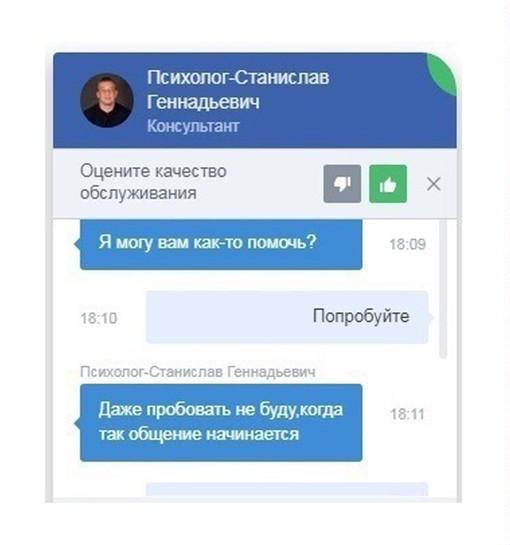 Психолог-Станислав
Геннадьевич
Консультант
Оцените качество
обслуживания
Я могу вам как-то помочь?
18:09
18:10
Попробуйте
Психолог-Станислав Геннадьевич
Даже пробовать не буду,когда
так общение начинается
18:11